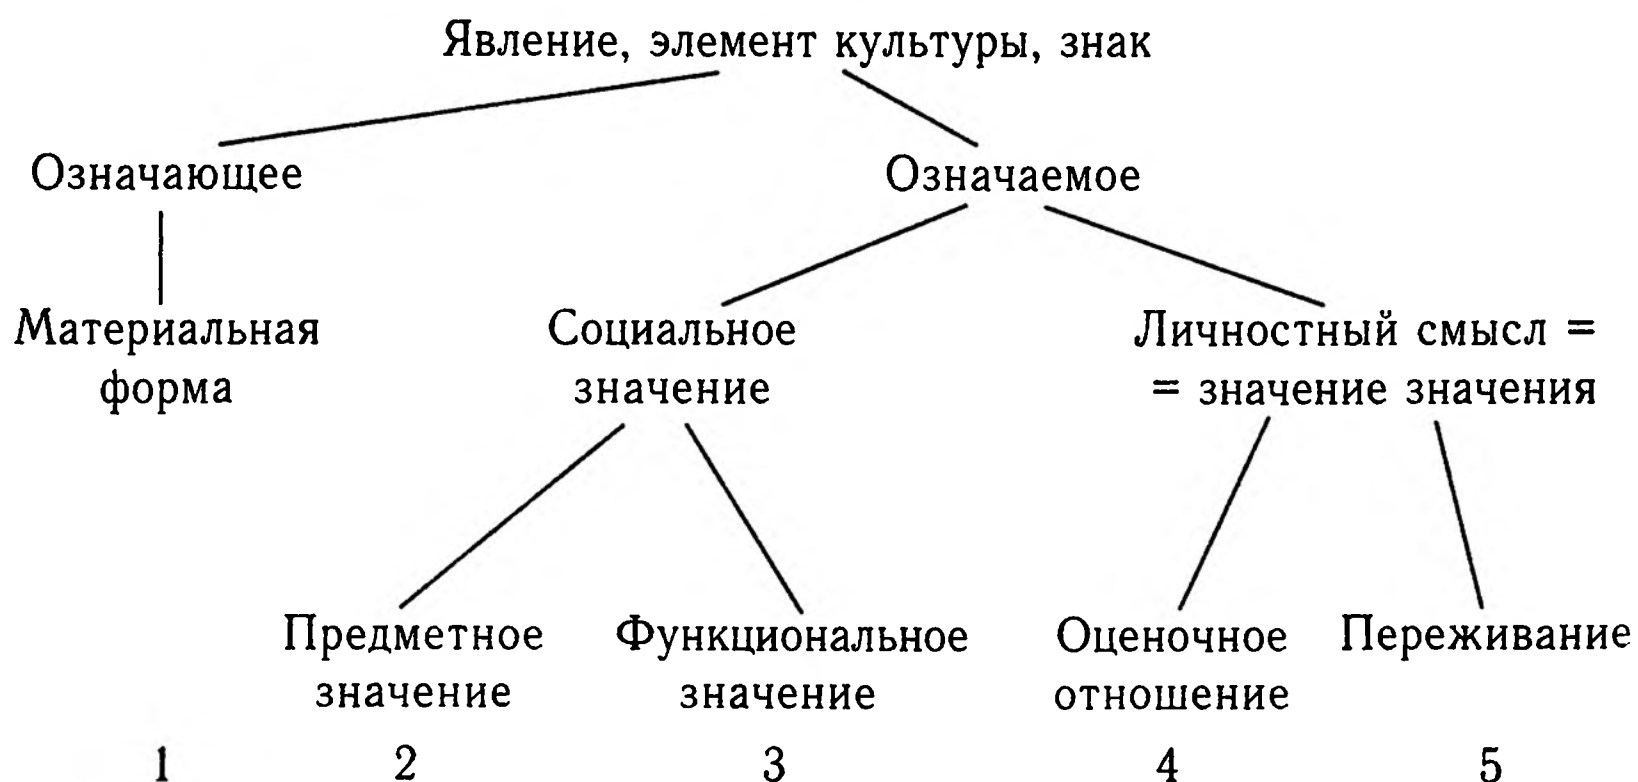 Явление, элемент культуры, знак
Означающее
Означаемое
Материальная
форма
Социальное
значение
Личностный смысл =
= значение значения
Предметное
значение
Функциональное
значение
Оценочное
отношение
Переживание
1 2 3 4 5